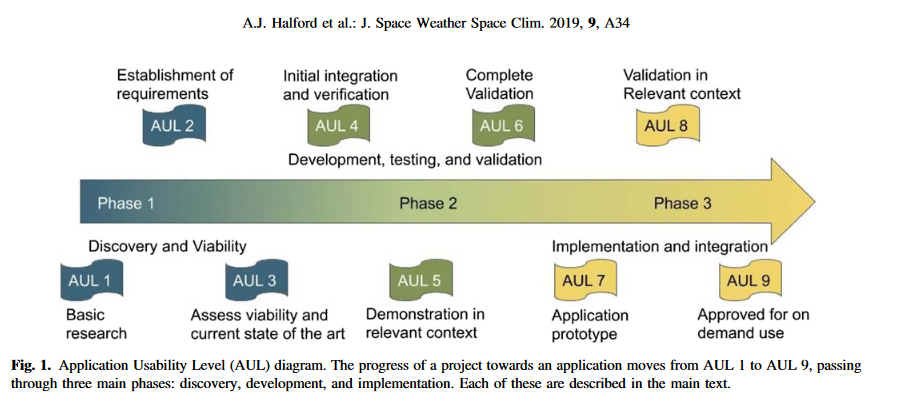 A.J. Halford et al.: J. Space Weather Space Clim. 2019, 9, A34
Establishment of
requirements
AUL 2
Initial integration
and verification
AUL 4
Complete
Validation
AUL 6
Validation in
Relevant context
AUL 8
Development, testing, and validation
Phase 1
Phase 2
Phase 3
Discovery and Viability
Implementation and integration
AUL 1
Basic
research
AUL 3
Assess viability and
current state of the art
AUL 5
Demonstration in
relevant context
AUL 7
Application
prototype
AUL 9
Approved for on
demand use
Fig. 1. Application Usability Level (AUL) diagram. The progress of a project towards an application moves from AUL 1 to AUL 9, passing
through three main phases: discovery, development, and implementation. Each of these are described in the main text.